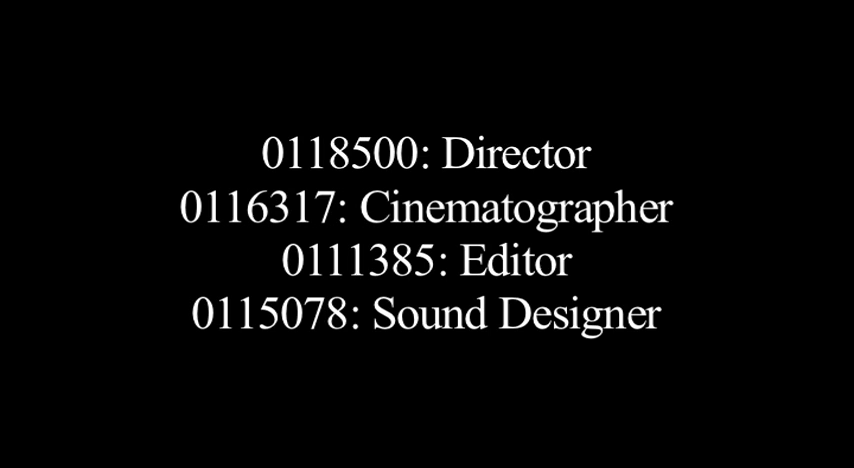 0118500: Director
0116317: Cinematographer
0111385: Editor
0115078: Sound Designer